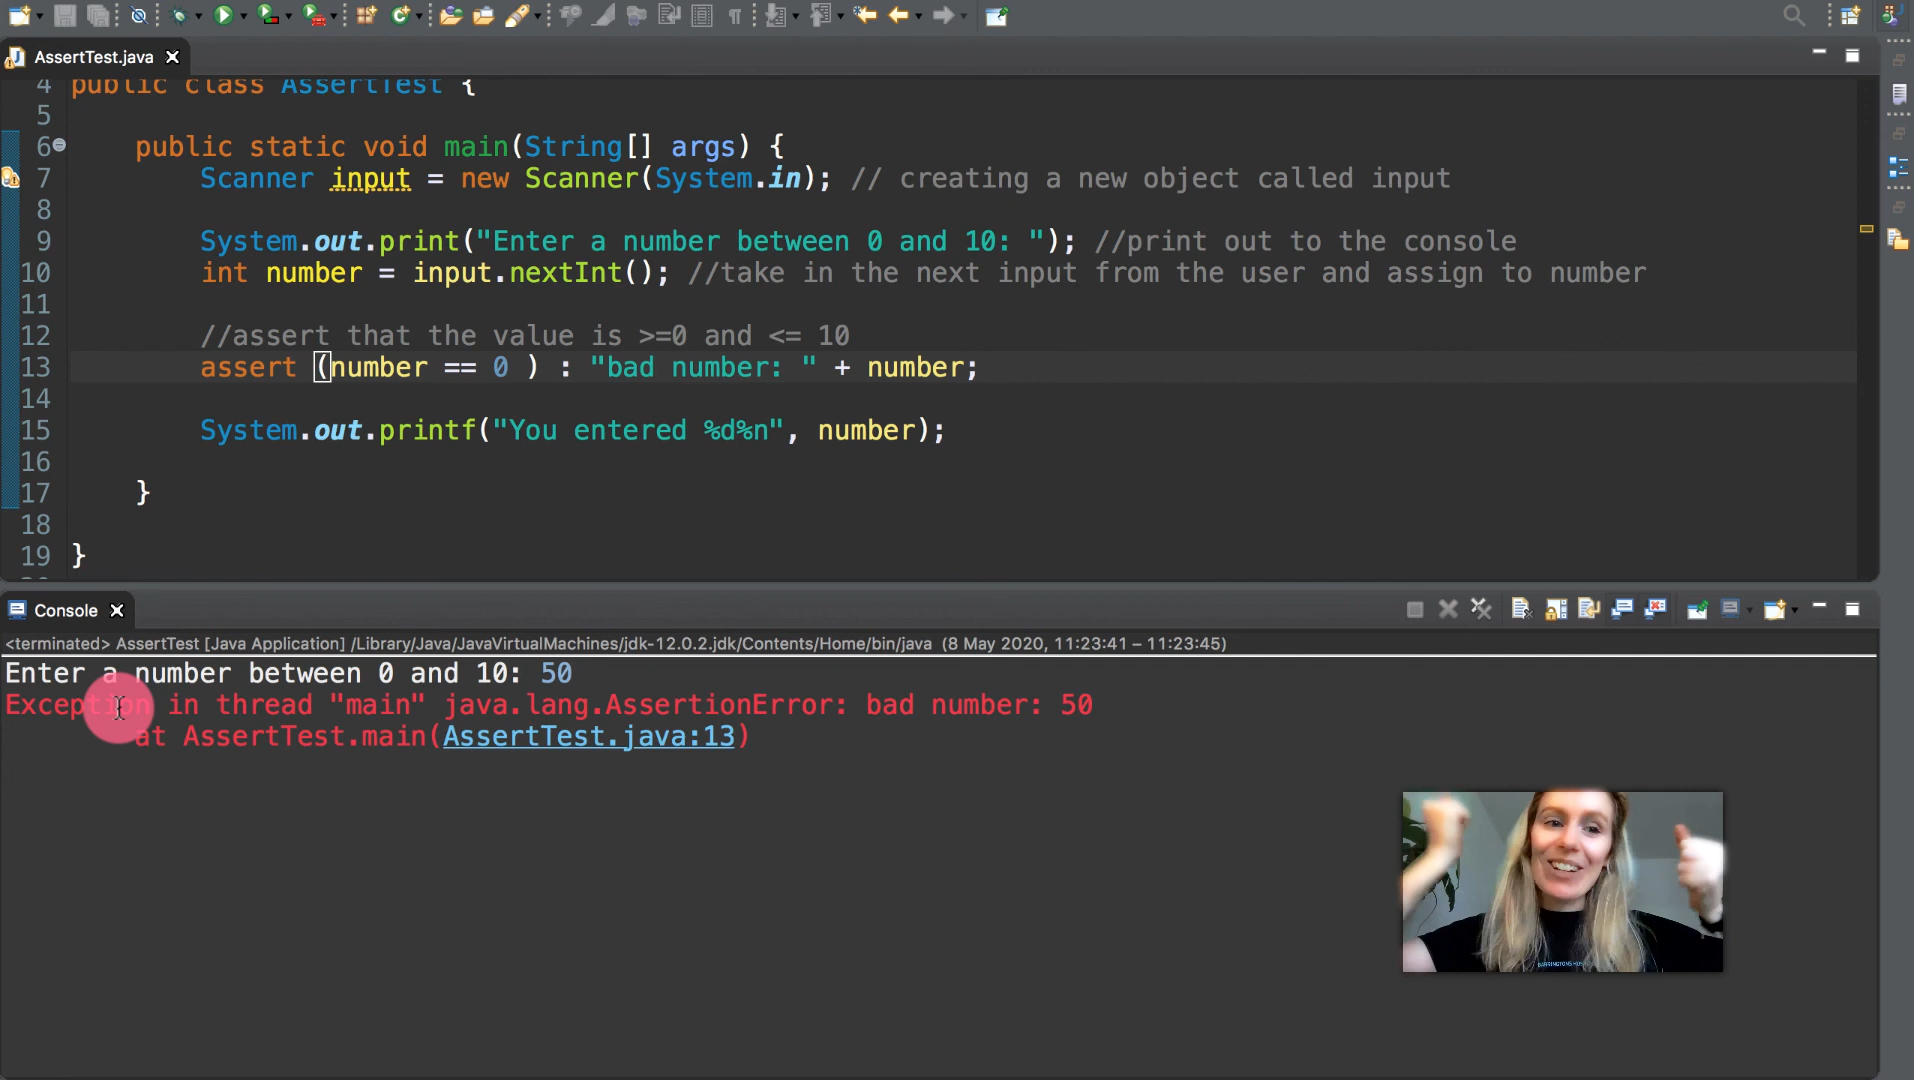 AssertTest.java
4 public class AssertTest {
5
6 public static void main(String[] args) {
7 Scanner input = new Scanner(System.in); // creating a new object called input
8
9 System.out.print("Enter a number between 0 and 10: "); //print out to the console
10 int number = input.nextInt(); //take in the next input from the user and assign to number
11
12 //assert that the value is >=0 and <= 10
13 assert (number == 0 ) : "bad number: " + number;
14
15 System.out.printf("You entered %d%n", number);
16
17 }
18
19 }
Console
<terminated> AssertTest [Java Application] /Library/Java/JavaVirtualMachines/jdk-12.0.2.jdk/Contents/Home/bin/java (8 May 2020, 11:23:41 – 11:23:45)
Enter a number between 0 and 10: 50
Exception in thread "main" java.lang.AssertionError: bad number: 50
at AssertTest.main(AssertTest.java:13)